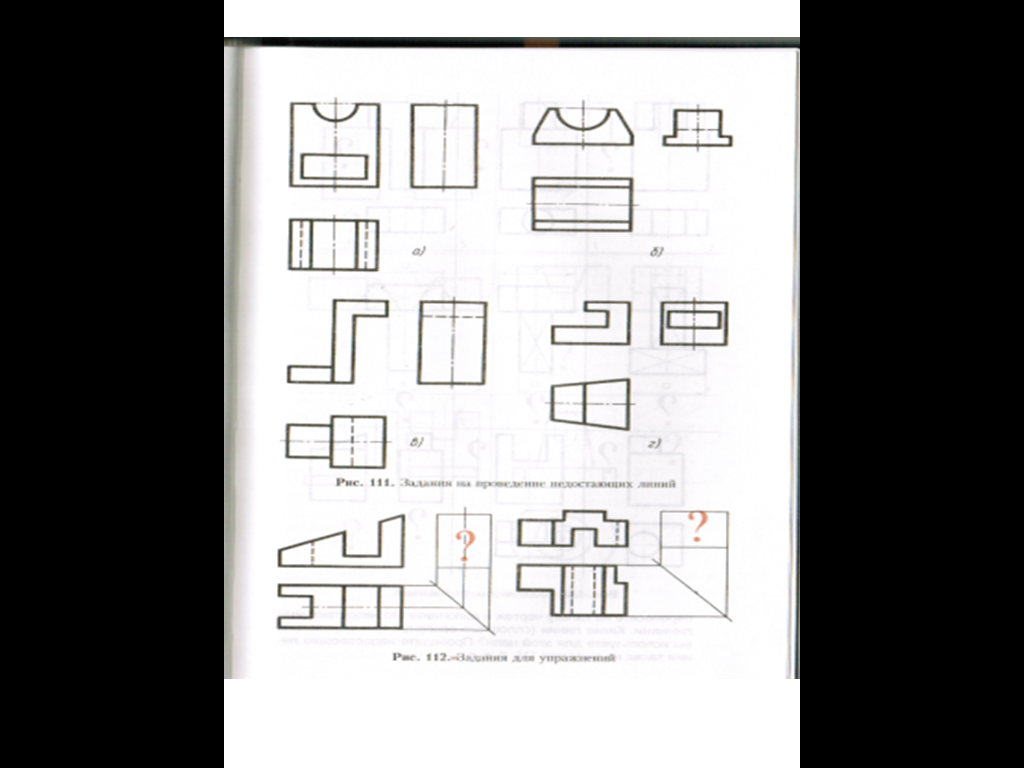 а)
б)
в)
г)
Рис. 111. Задания на проведение недостающих линий
?
?
Рис. 112.–Задания для упражнений